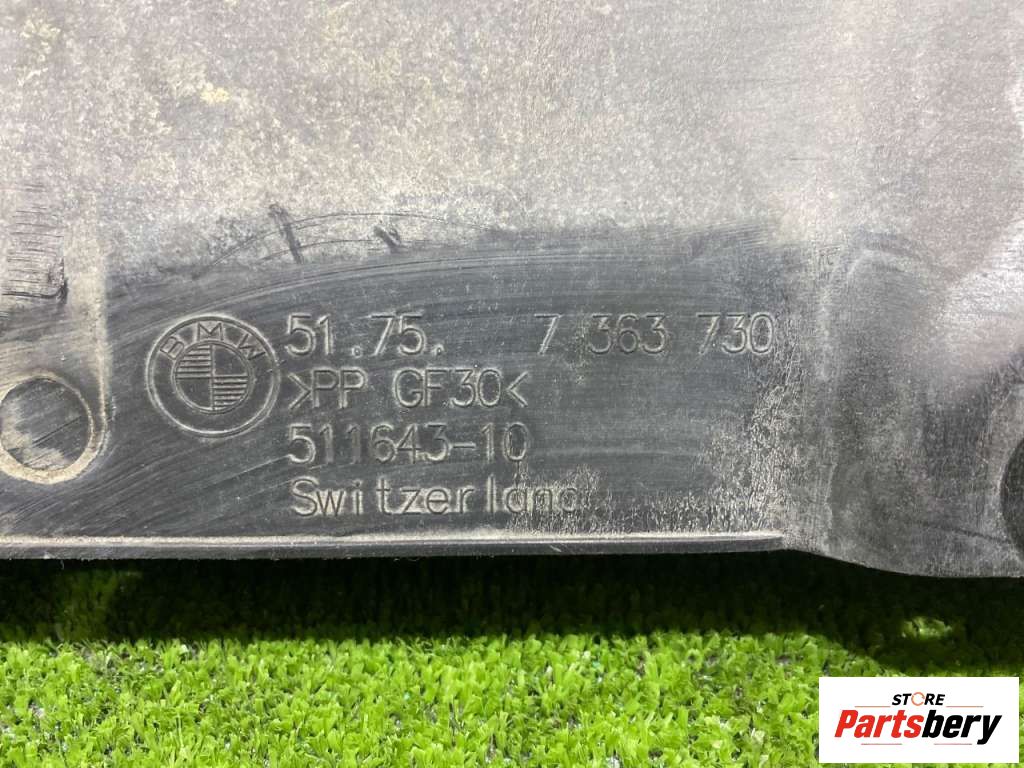 BMW
51.75. 7 363 730
>PP GF30<
511643-10
Switzerland
STORE
Partsbery